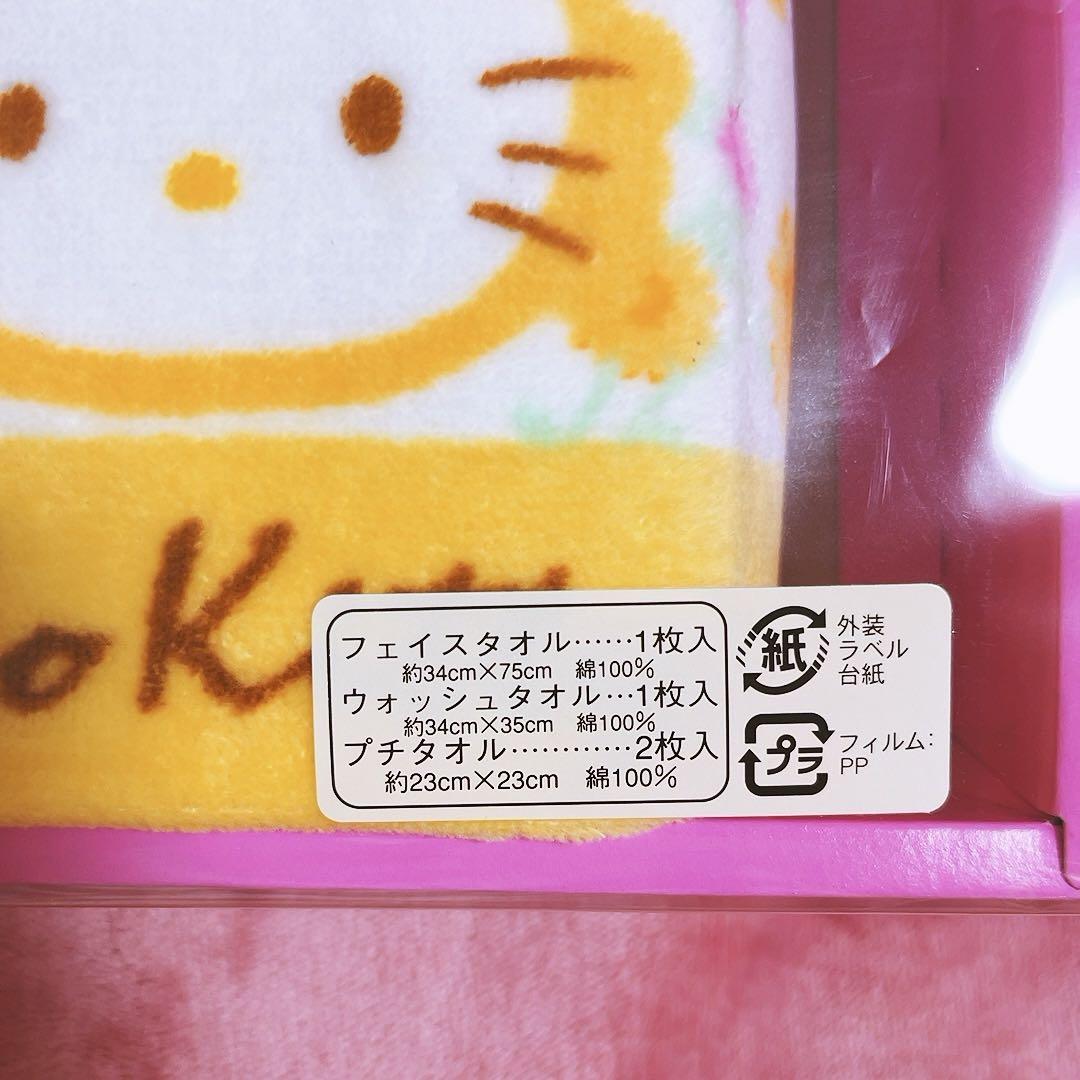 oK
フェイスタオル……1枚入
約34cm×75cm 綿100%
ウォッシュタオル…1枚入
約34cm×35cm 綿100%
プチタオル…………2枚入
約23cm×23cm 綿100%
紙
外装
ラベル
台紙
プラ
フィルム:
PP